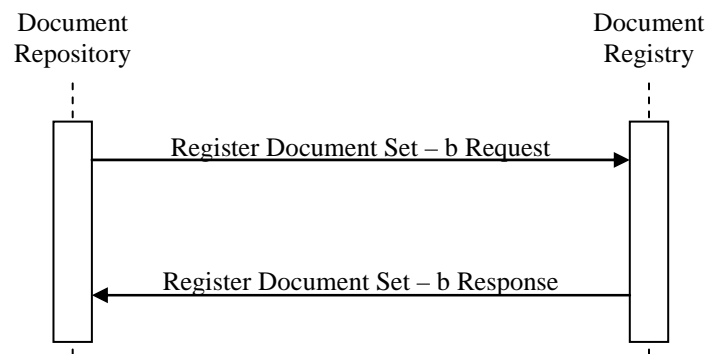 Document
Repository
Document
Registry
Register Document Set – b Request
Register Document Set – b Response